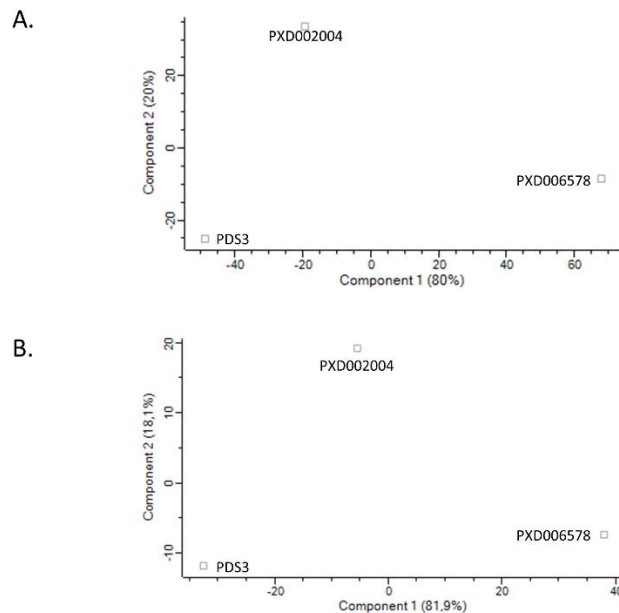 A.
PXD002004
Component 2 (20%)
20
0
-20
PXD006578
PDS3
-40
-20
0
20
40
60
Component 1 (80%)
B.
20
PXD002004
Component 2 (18,1%)
10
0
-10
PXD006578
PDS3
-20
0
20
40
Component 1 (81,9%)